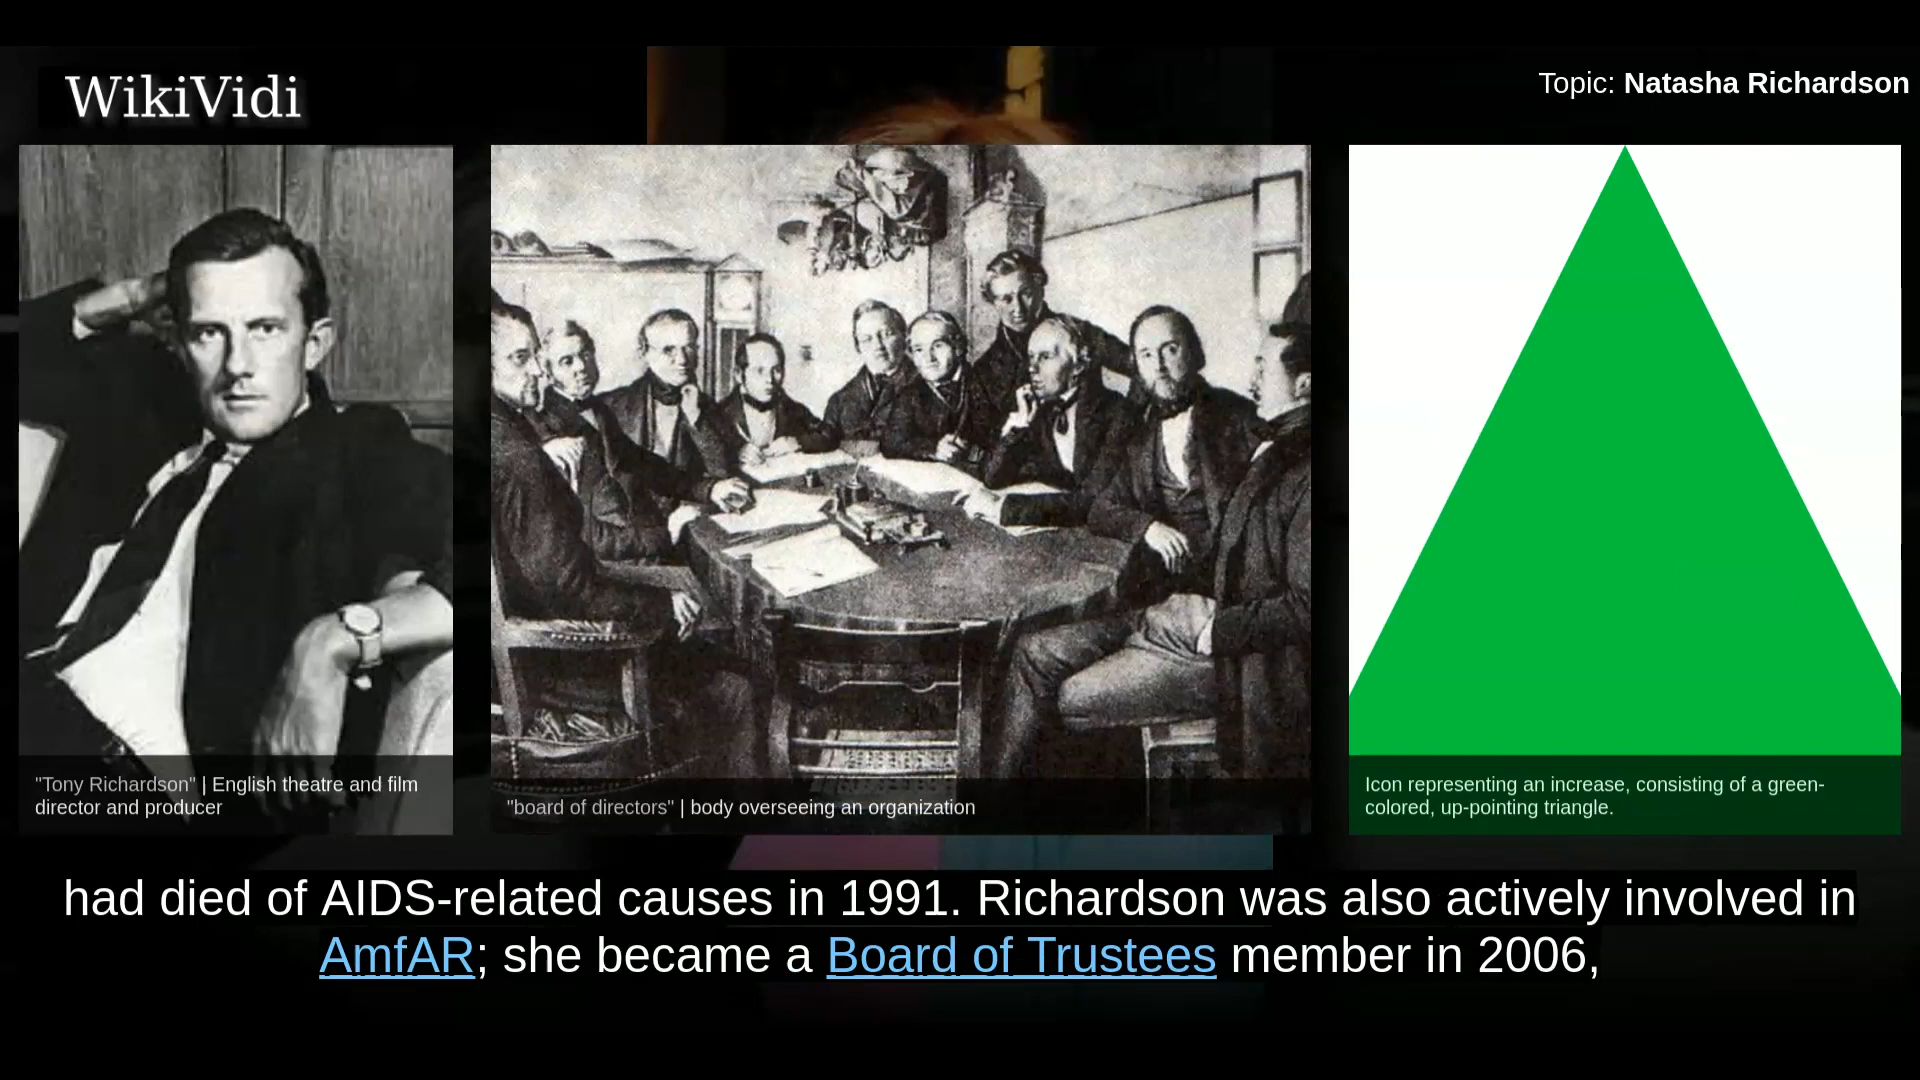 WikiVidi
Topic: Natasha Richardson
"Tony Richardson" | English theatre and film
director and producer
"board of directors" | body overseeing an organization
Icon representing an increase, consisting of a green-
colored, up-pointing triangle.
had died of AIDS-related causes in 1991. Richardson was also actively involved in
AmfAR; she became a Board of Trustees member in 2006,